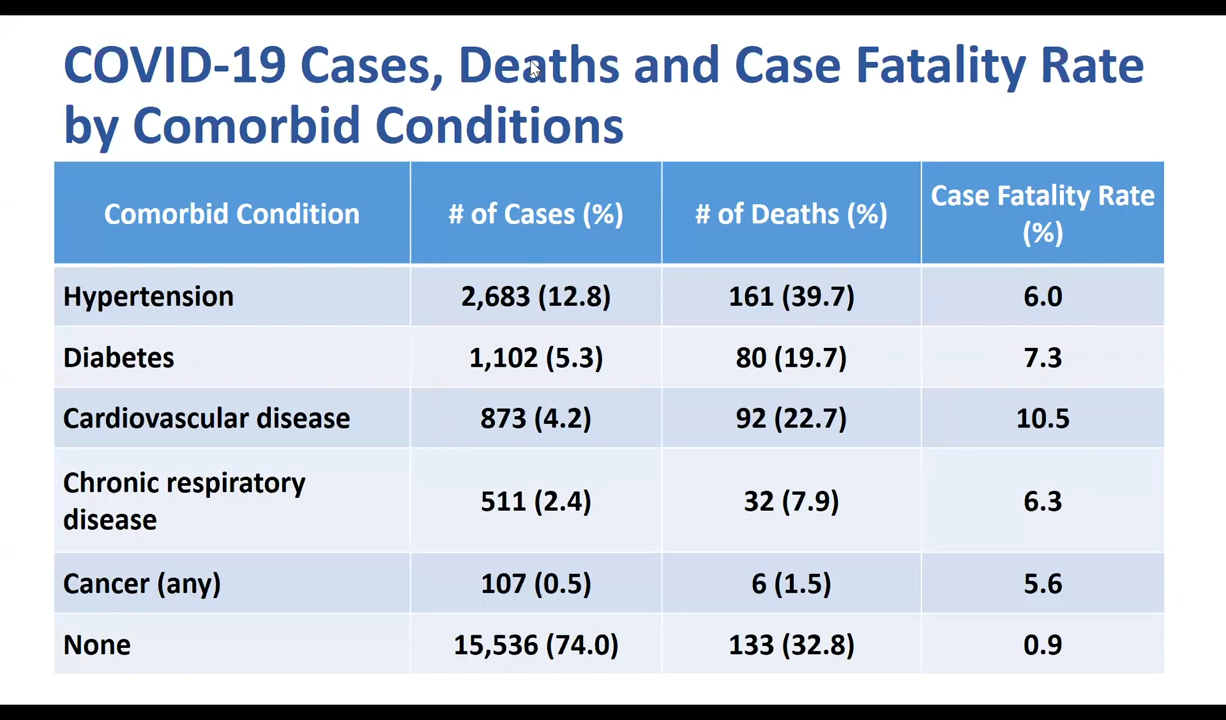 COVID-19 Cases, Deaths and Case Fatality Rate
by Comorbid Conditions
Comorbid Condition # of Cases (%) # of Deaths (%) Case Fatality Rate (%)
Hypertension 2,683 (12.8) 161 (39.7) 6.0
Diabetes 1,102 (5.3) 80 (19.7) 7.3
Cardiovascular disease 873 (4.2) 92 (22.7) 10.5
Chronic respiratory disease 511 (2.4) 32 (7.9) 6.3
Cancer (any) 107 (0.5) 6 (1.5) 5.6
None 15,536 (74.0) 133 (32.8) 0.9